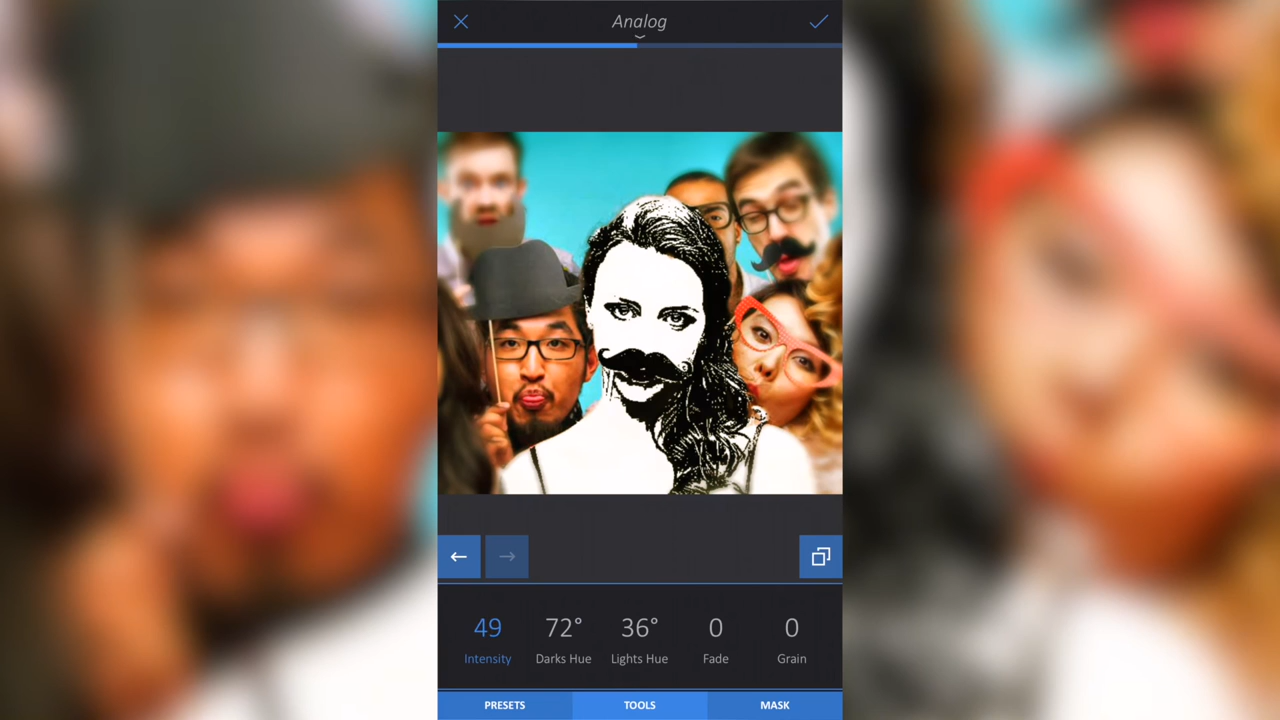 Analog
49 72° 36° 0 0
Intensity Darks Hue Lights Hue Fade Grain
PRESETS TOOLS MASK